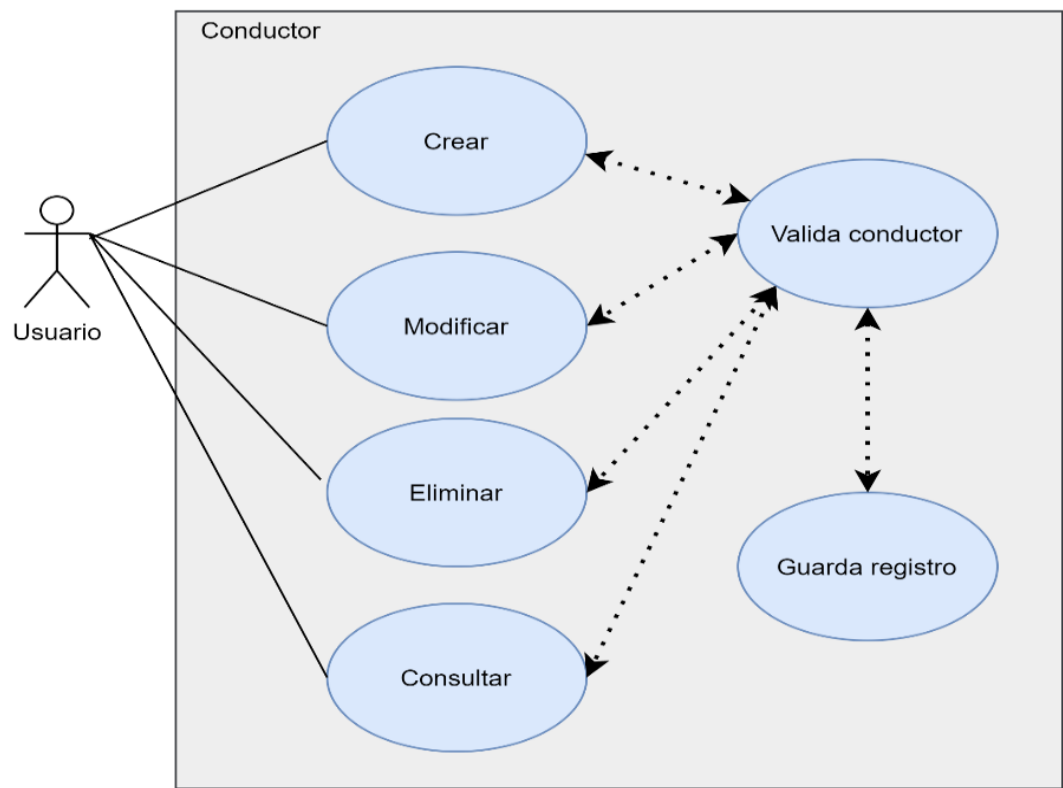 Conductor
Crear
Valida conductor
Modificar
Usuario
Eliminar
Guarda registro
Consultar